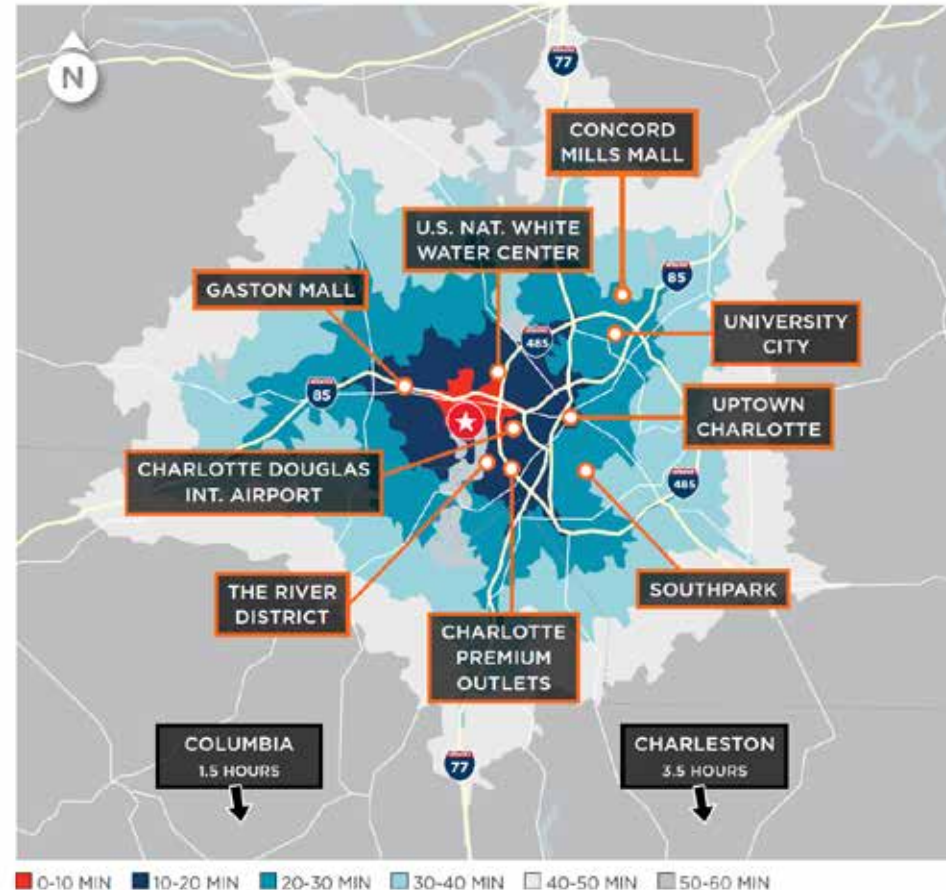 N
77
CONCORD
MILLS MALL
U.S. NAT. WHITE
WATER CENTER
85
GASTON MALL
UNIVERSITY
CITY
485
85
UPTOWN
CHARLOTTE
CHARLOTTE DOUGLAS
INT. AIRPORT
485
THE RIVER
DISTRICT
SOUTHPARK
CHARLOTTE
PREMIUM
OUTLETS
COLUMBIA
1.5 HOURS
CHARLESTON
3.5 HOURS
77
0-10 MIN 10-20 MIN 20-30 MIN 30-40 MIN 40-50 MIN 50-60 MIN